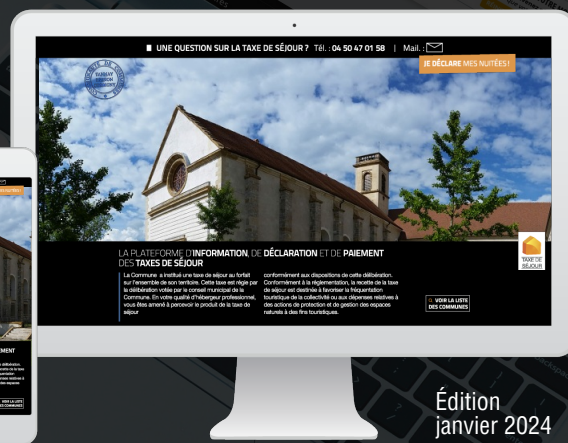 UNE QUESTION SUR LA TAXE DE SÉJOUR ? Tél. : 04 50 47 01 58 | Mail. :
JE DÉCLARE MES NUITÉES !
LA PLATEFORME D'INFORMATION, DE DÉCLARATION ET DE PAIEMENT
DES TAXES DE SÉJOUR
La Commune a institué une taxe de séjour au forfait
sur l'ensemble de son territoire. Cette taxe est régie par
la délibération votée par le conseil municipal de la
Commune. En votre qualité d'hébergeur professionnel,
vous êtes amené à percevoir le produit de la taxe de
séjour
conformément aux dispositions de cette délibération.
Conformément à la réglementation, la recette de la taxe
de séjour est destinée à favoriser la fréquentation
touristique de la collectivité ou aux dépenses relatives à
des actions de protection et de gestion des espaces
naturels à des fins touristiques.
TAXE DE
SÉJOUR
VOIR LA LISTE
DES COMMUNES
Édition
janvier 2024